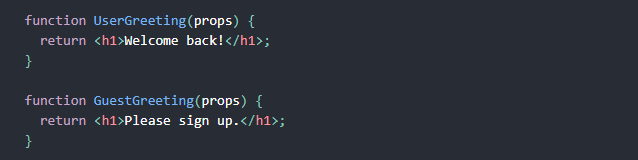 function UserGreeting(props) {
  return <h1>Welcome back!</h1>;
}

function GuestGreeting(props) {
  return <h1>Please sign up.</h1>;
}